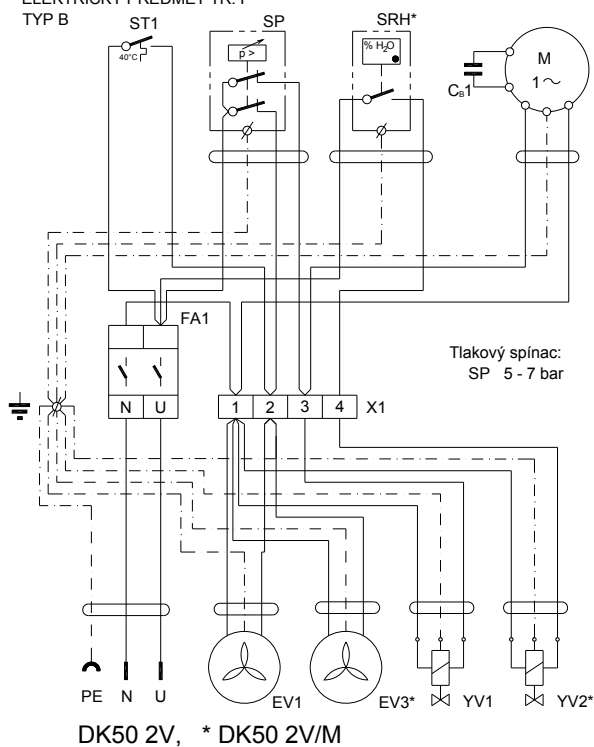 TYP B
ST1
SP
SRH*
40°C
p >
% H2O
CB1
M
1~
FA1
Tlakový spínac:
SP 5 - 7 bar
N U
1 2 3 4 X1
PE N U
EV1
EV3*
YV1
YV2*
DK50 2V, * DK50 2V/M